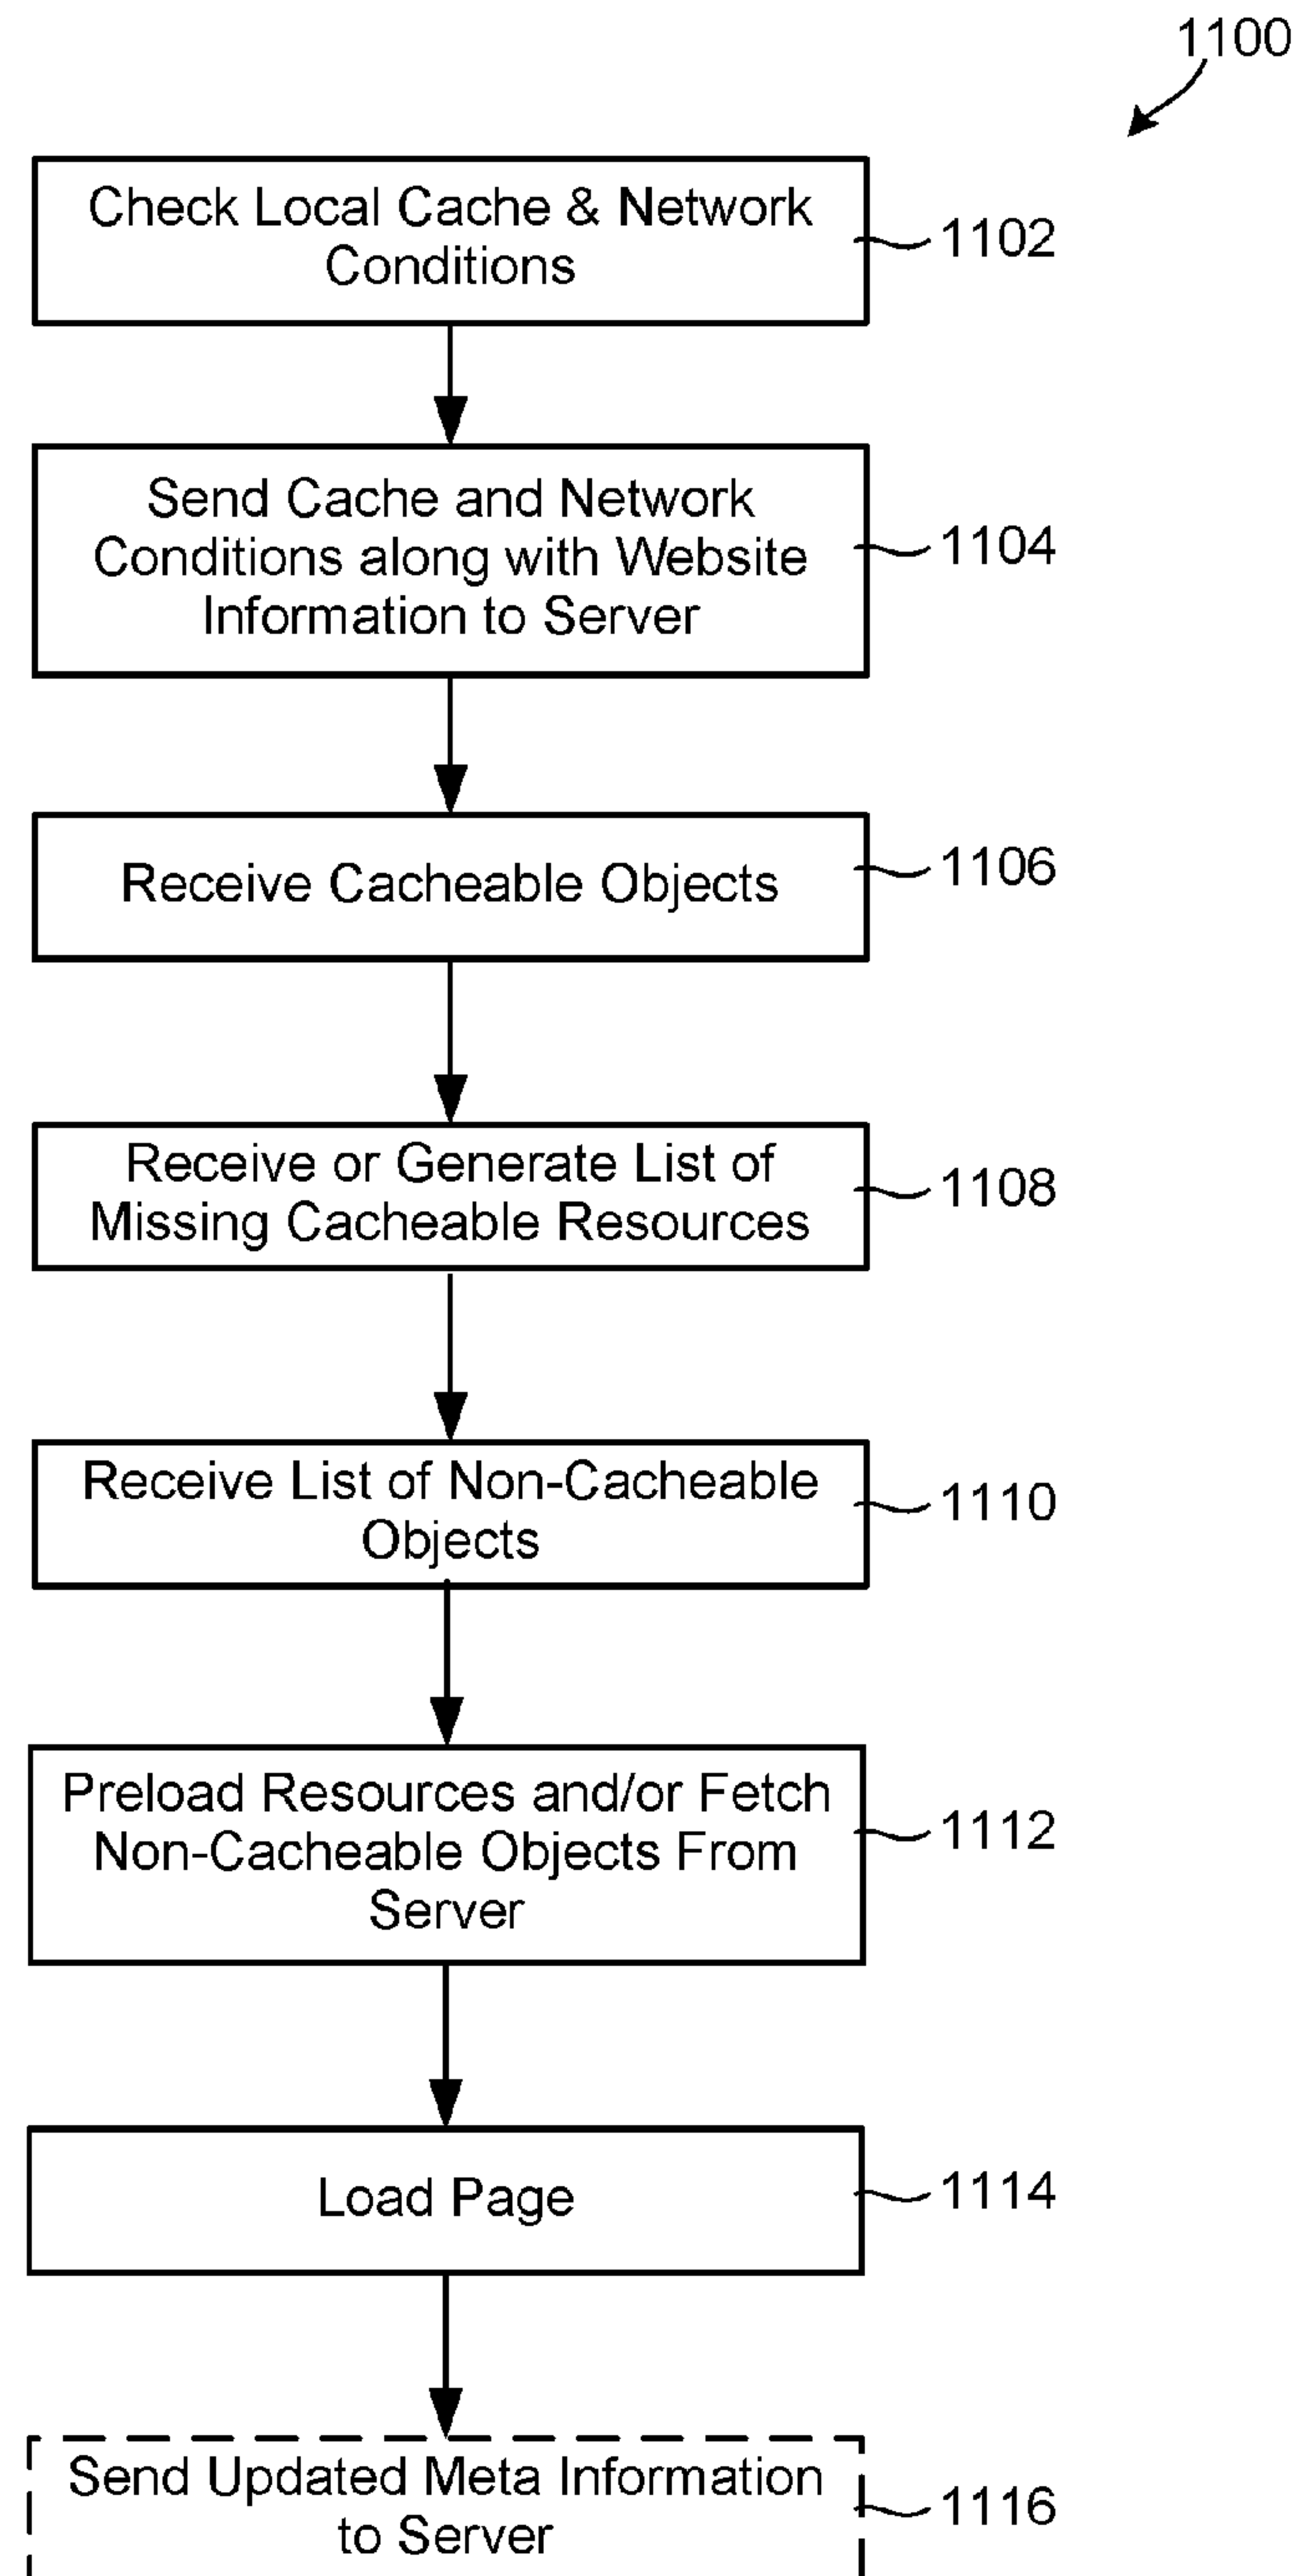 1100
Check Local Cache & Network
Conditions
1102
Send Cache and Network
Conditions along with Website
Information to Server
1104
Receive Cacheable Objects
1106
Receive or Generate List of
Missing Cacheable Resources
1108
Receive List of Non-Cacheable
Objects
1110
Preload Resources and/or Fetch
Non-Cacheable Objects From
Server
1112
Load Page
1114
Send Updated Meta Information
to Server
1116